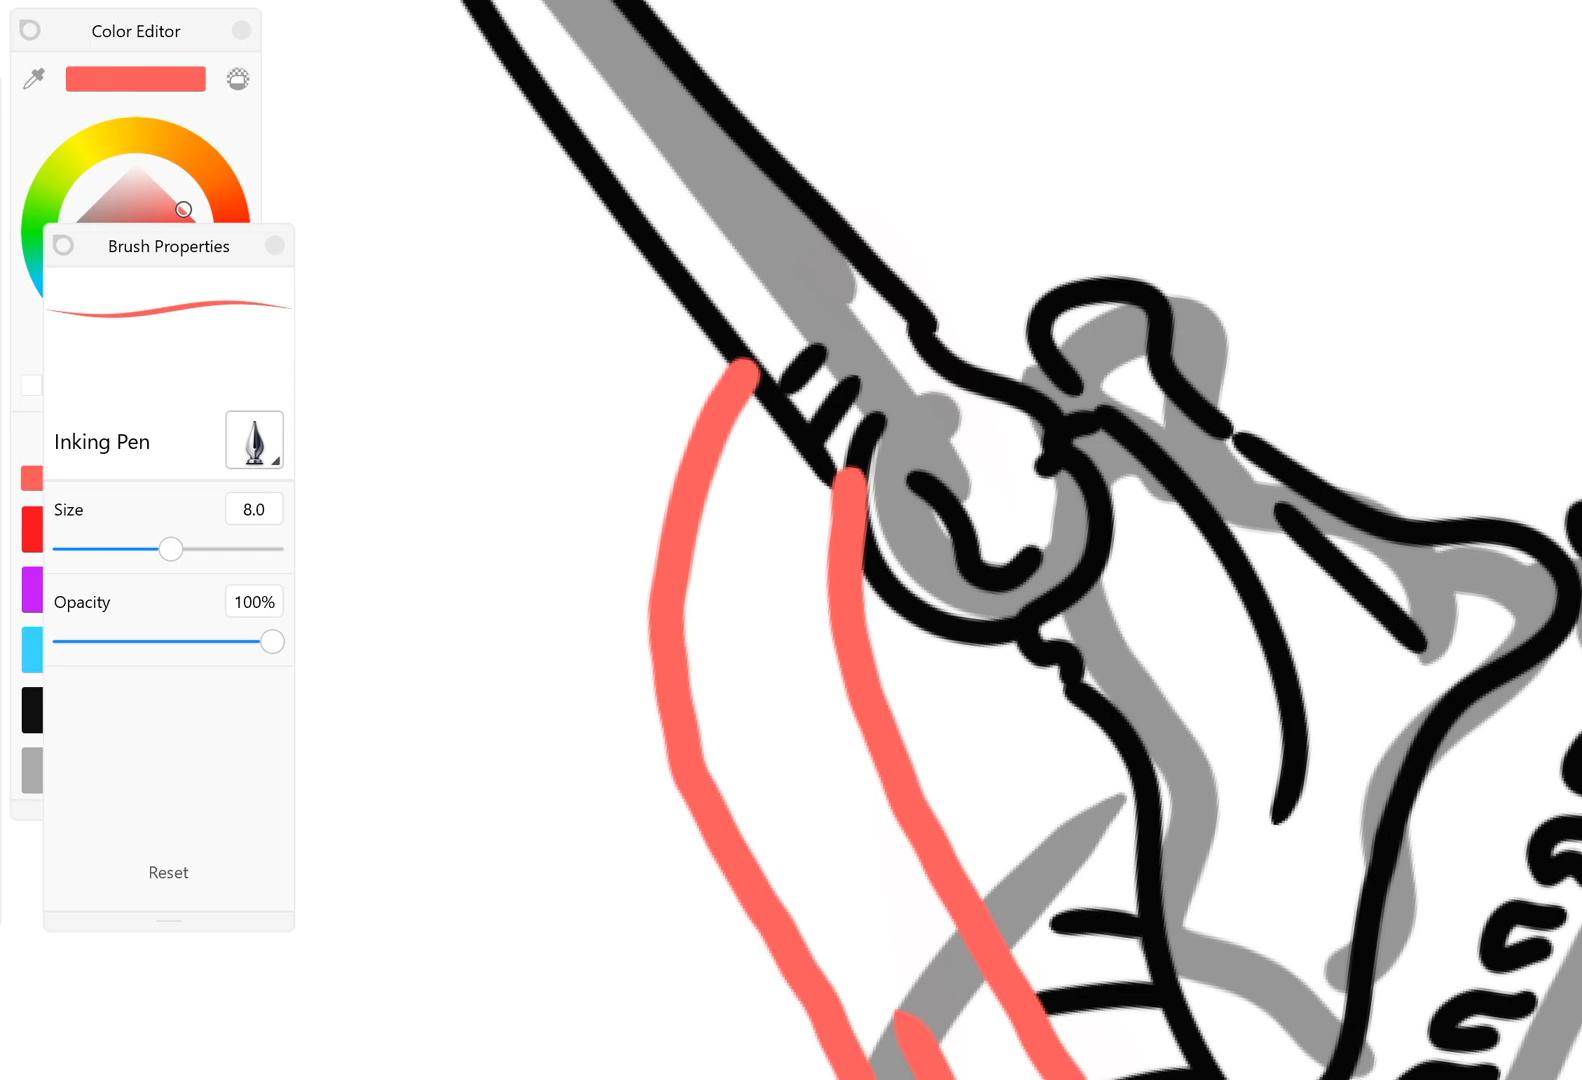 Color Editor
Brush Properties
Inking Pen
Size
8.0
Opacity
100%
Reset